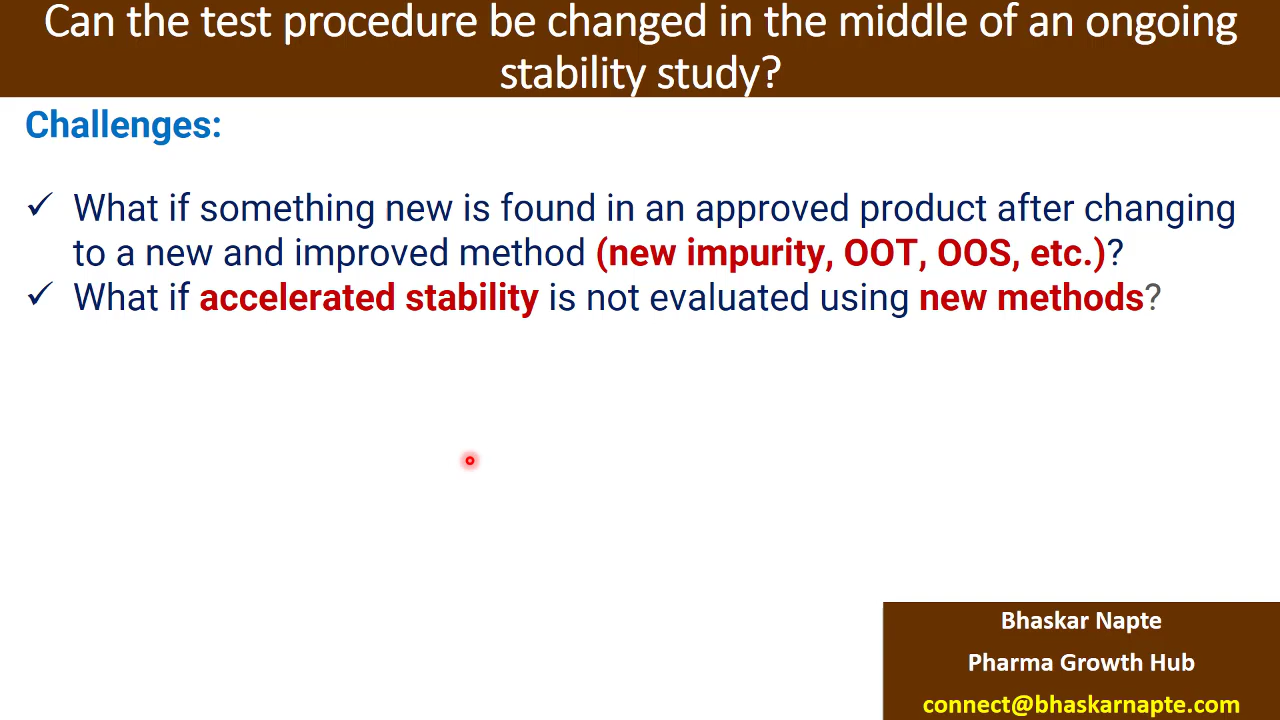 Can the test procedure be changed in the middle of an ongoing
stability study?
Challenges:
✓ What if something new is found in an approved product after changing
to a new and improved method (new impurity, OOT, OOS, etc.)?
✓ What if accelerated stability is not evaluated using new methods?
Bhaskar Napte
Pharma Growth Hub
connect@bhaskarnapte.com